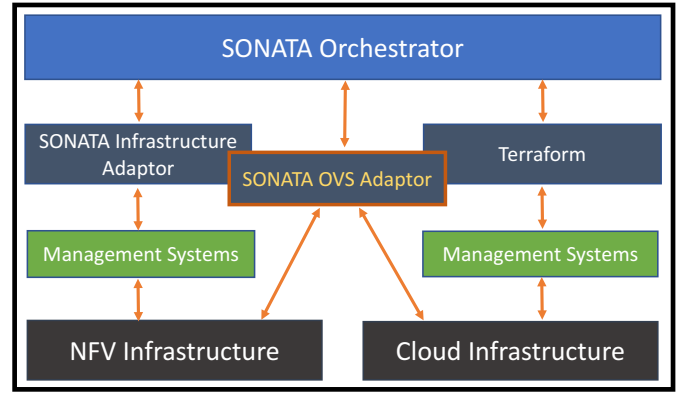 SONATA Orchestrator
SONATA Infrastructure
Adaptor
SONATA OVS Adaptor
Terraform
Management Systems
Management Systems
NFV Infrastructure
Cloud Infrastructure